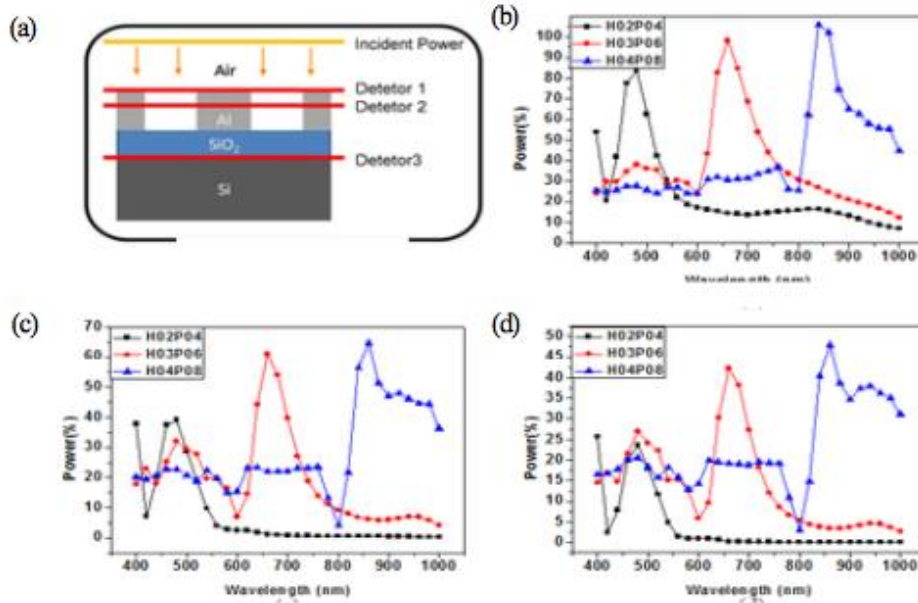 (a)
Incident Power
Air
Detetor 1
Detetor 2
Al
SiO2
Detetor3
Si
(b)
H02P04
H03P06
H04P08
Power(%)
100
90
80
70
60
50
40
30
20
10
0
400 500 600 700 800 900 1000
Wavelength (nm)
(c)
H02P04
H03P06
H04P08
Power(%)
70
60
50
40
30
20
10
0
400 500 600 700 800 900 1000
Wavelength (nm)
(d)
H02P04
H03P06
H04P08
Power(%)
50
45
40
35
30
25
20
15
10
5
0
400 500 600 700 800 900 1000
Wavelength (nm)